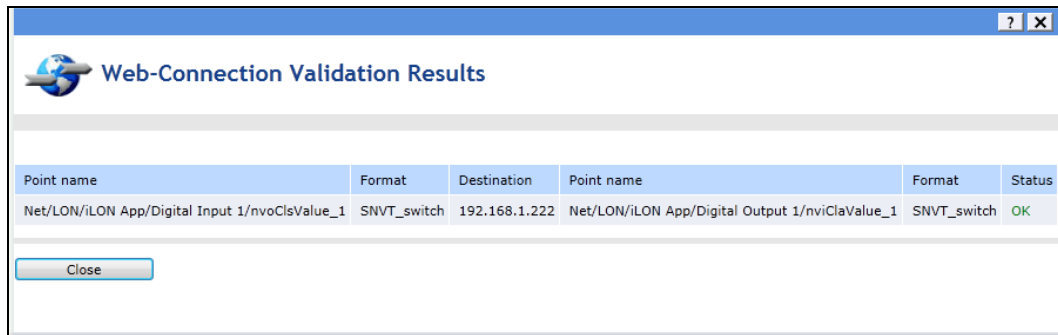 ? X
Web-Connection Validation Results
Point name Format Destination Point name Format Status
Net/LON/iLON App/Digital Input 1/nvoClsValue_1 SNVT_switch 192.168.1.222 Net/LON/iLON App/Digital Output 1/nviClaValue_1 SNVT_switch OK
Close